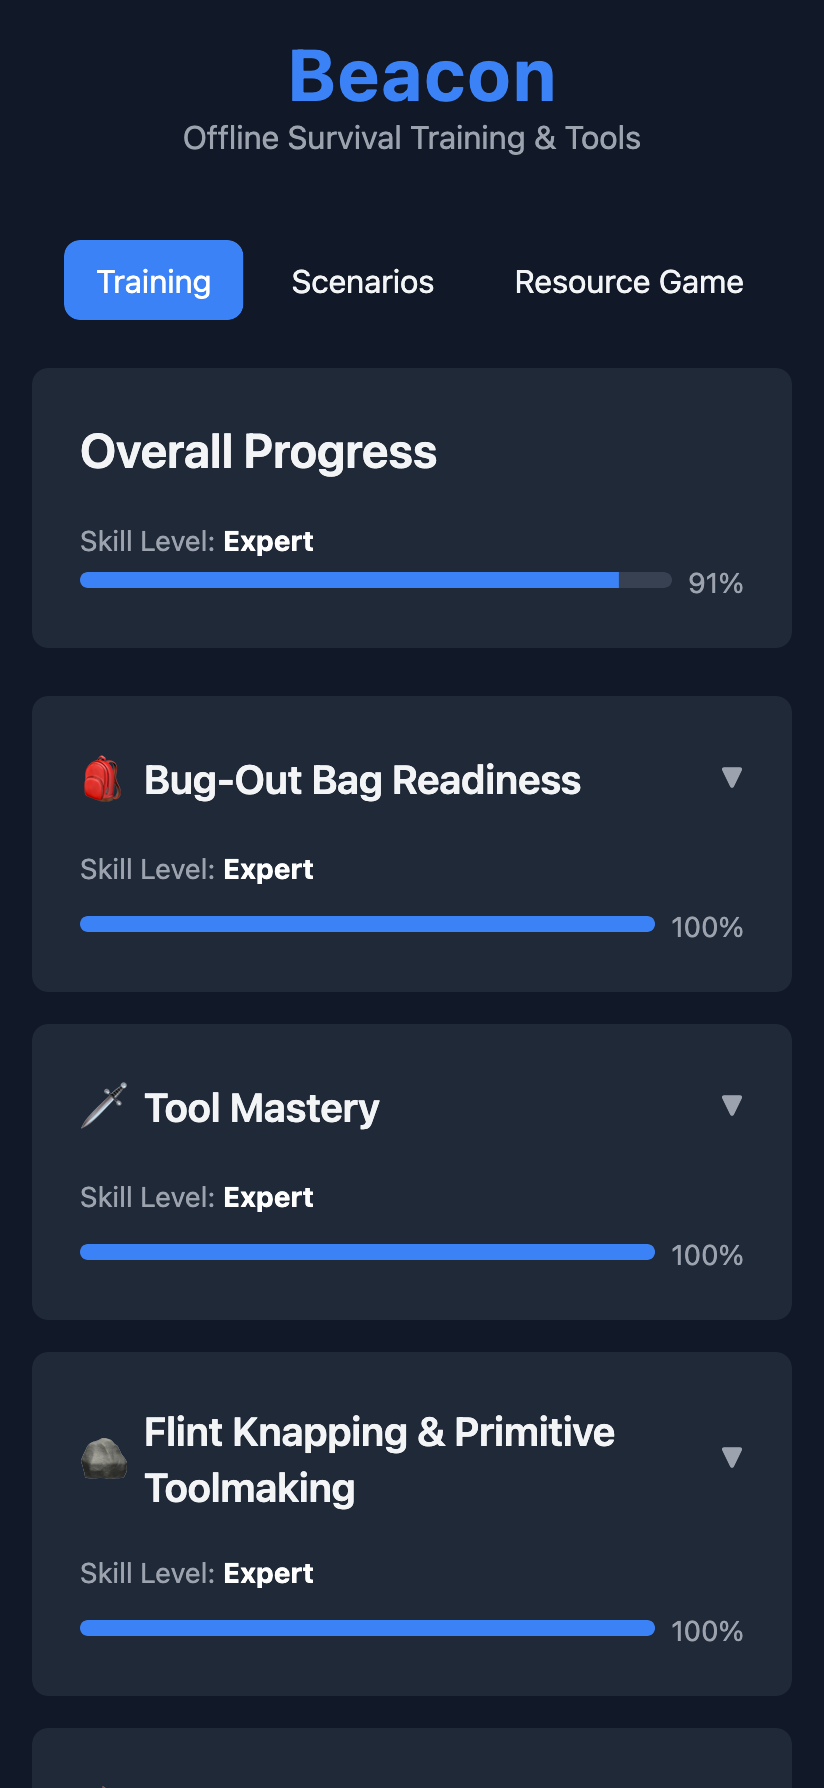 Beacon
Offline Survival Training & Tools
Training
Scenarios
Resource Game
Overall Progress
Skill Level: Expert
91%
Bug-Out Bag Readiness
Skill Level: Expert
100%
Tool Mastery
Skill Level: Expert
100%
Flint Knapping & Primitive
Toolmaking
Skill Level: Expert
100%